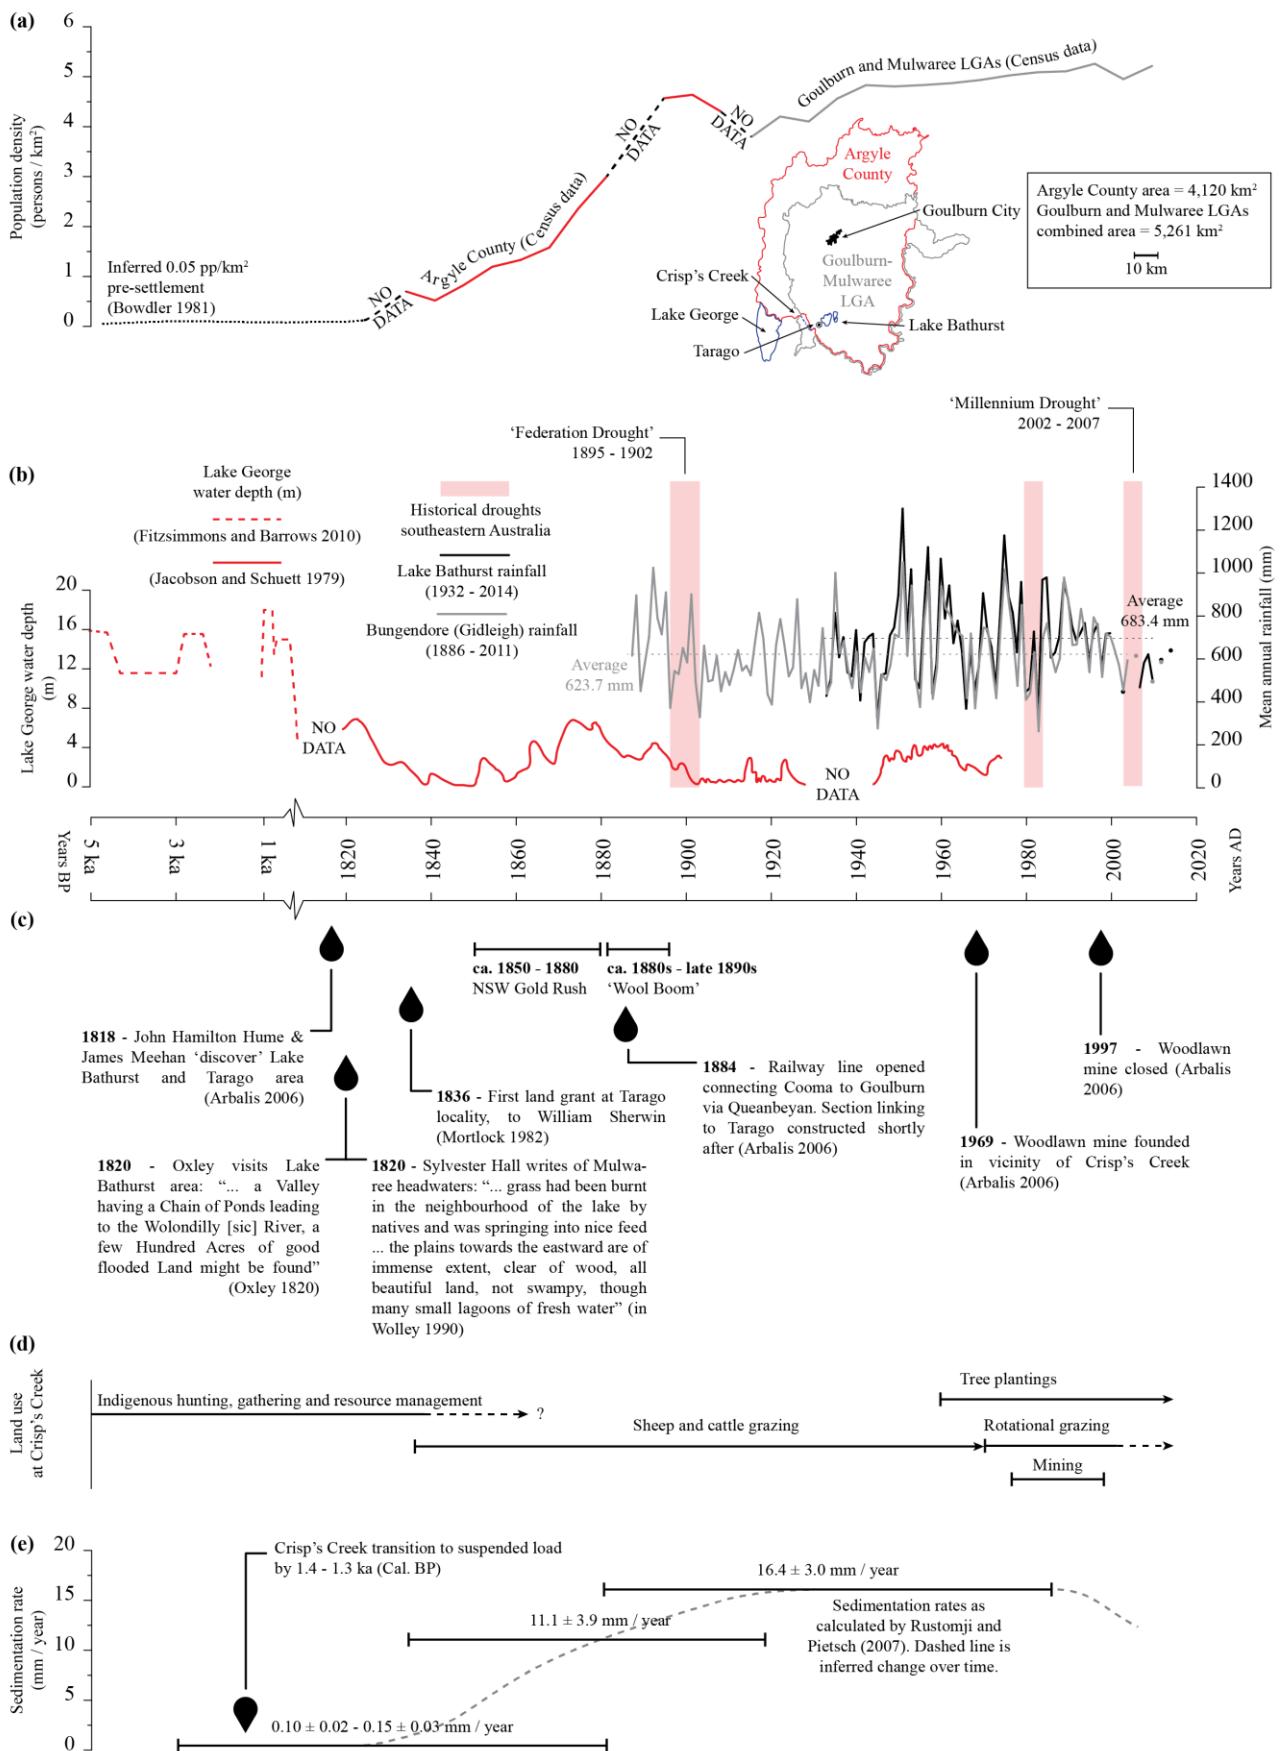 (a)
6
5
4
3
2
1
0
Population density
(persons / km²)
Inferred 0.05 pp/km²
pre-settlement
(Bowdler 1981)
NO
DATA
Argyle County (Census data)
NO
DATA
NO
DATA
Goulburn and Mulwaree LGAs (Census data)
Argyle
County
Goulburn City
Goulburn-
Mulwaree
LGA
Crisp's Creek
Lake George
Tarago
Lake Bathurst
Argyle County area = 4,120 km²
Goulburn and Mulwaree LGAs
combined area = 5,261 km²
10 km
(b)
'Federation Drought'
1895 - 1902
'Millennium Drought'
2002 - 2007
Lake George
water depth (m)
(Fitzsimmons and Barrows 2010)
(Jacobson and Schuett 1979)
Historical droughts
southeastern Australia
Lake Bathurst rainfall
(1932 - 2014)
Bungendore (Gidleigh) rainfall
(1886 - 2011)
20
16
12
8
4
0
Lake George water depth
(m)
Average
623.7 mm
Average
683.4 mm
1400
1200
1000
800
600
400
200
0
Mean annual rainfall (mm)
NO
DATA
NO
DATA
Years BP
5 ka
3 ka
1 ka
1820
1840
1860
1880
1900
1920
1940
1960
1980
2000
2020
Years AD
(c)
ca. 1850 - 1880
NSW Gold Rush
ca. 1880s - late 1890s
'Wool Boom'
1818 - John Hamilton Hume &
James Meehan 'discover' Lake
Bathurst and Tarago area
(Arbalis 2006)
1836 - First land grant at Tarago
locality, to William Sherwin
(Mortlock 1982)
1884 - Railway line opened
connecting Cooma to Goulburn
via Queanbeyan. Section linking
to Tarago constructed shortly
after (Arbalis 2006)
1997 - Woodlawn
mine closed (Arbalis
2006)
1969 - Woodlawn mine founded
in vicinity of Crisp's Creek
(Arbalis 2006)
1820 - Oxley visits Lake
Bathurst area: "... a Valley
having a Chain of Ponds leading
to the Wolondilly [sic] River, a
few Hundred Acres of good
flooded Land might be found"
(Oxley 1820)
1820 - Sylvester Hall writes of Mulwa-
ree headwaters: "... grass had been burnt
in the neighbourhood of the lake by
natives and was springing into nice feed
... the plains towards the eastward are of
immense extent, clear of wood, all
beautiful land, not swampy, though
many small lagoons of fresh water" (in
Wolley 1990)
(d)
Land use
at Crisp's Creek
Indigenous hunting, gathering and resource management
?
Tree plantings
Sheep and cattle grazing
Rotational grazing
Mining
(e)
20
15
10
5
0
Sedimentation rate
(mm / year)
Crisp's Creek transition to suspended load
by 1.4 - 1.3 ka (Cal. BP)
16.4 ± 3.0 mm / year
11.1 ± 3.9 mm / year
Sedimentation rates as
calculated by Rustomji and
Pietsch (2007). Dashed line is
inferred change over time.
0.10 ± 0.02 - 0.15 ± 0.03 mm / year